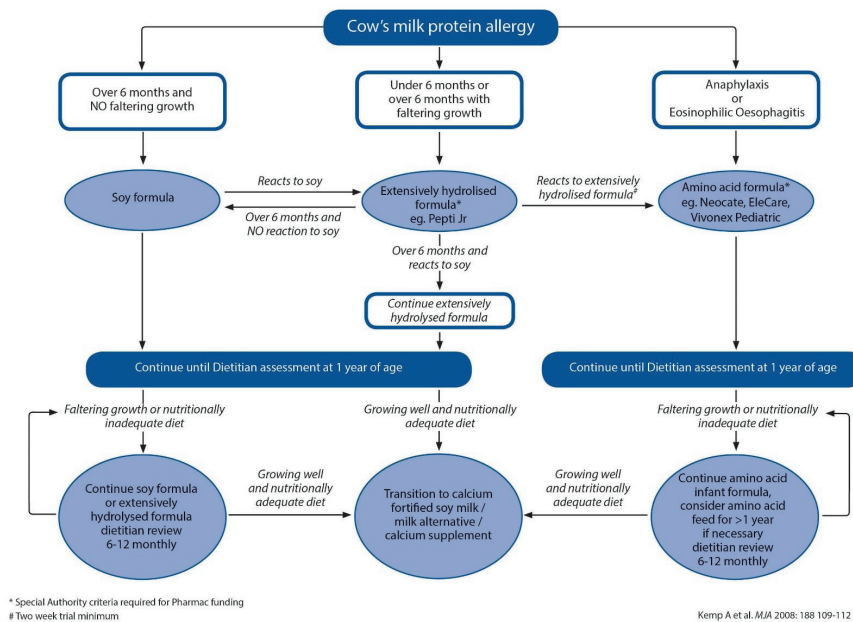 Cow's milk protein allergy
Over 6 months and
NO faltering growth
Under 6 months or
over 6 months with
faltering growth
Anaphylaxis
or
Eosinophilic Oesophagitis
Soy formula
Reacts to soy
Over 6 months and
NO reaction to soy
Extensively hydrolised
formula*
eg. Pepti Jr
Reacts to extensively
hydrolised formula#
Amino acid formula*
eg. Neocate, EleCare,
Vivonex Pediatric
Over 6 months and
reacts to soy
Continue extensively
hydrolysed formula
Continue until Dietitian assessment at 1 year of age
Continue until Dietitian assessment at 1 year of age
Faltering growth or nutritionally
inadequate diet
Growing well and nutritionally
adequate diet
Faltering growth or nutritionally
inadequate diet
Continue soy formula
or extensively
hydrolysed formula
dietitian review
6-12 monthly
Growing well
and nutritionally
adequate diet
Transition to calcium
fortified soy milk /
milk alternative /
calcium supplement
Growing well
and nutritionally
adequate diet
Continue amino acid
infant formula,
consider amino acid
feed for >1 year
if necessary
dietitian review
6-12 monthly
* Special Authority criteria required for Pharmac funding
# Two week trial minimum
Kemp A et al. MJA 2008: 188 109-112